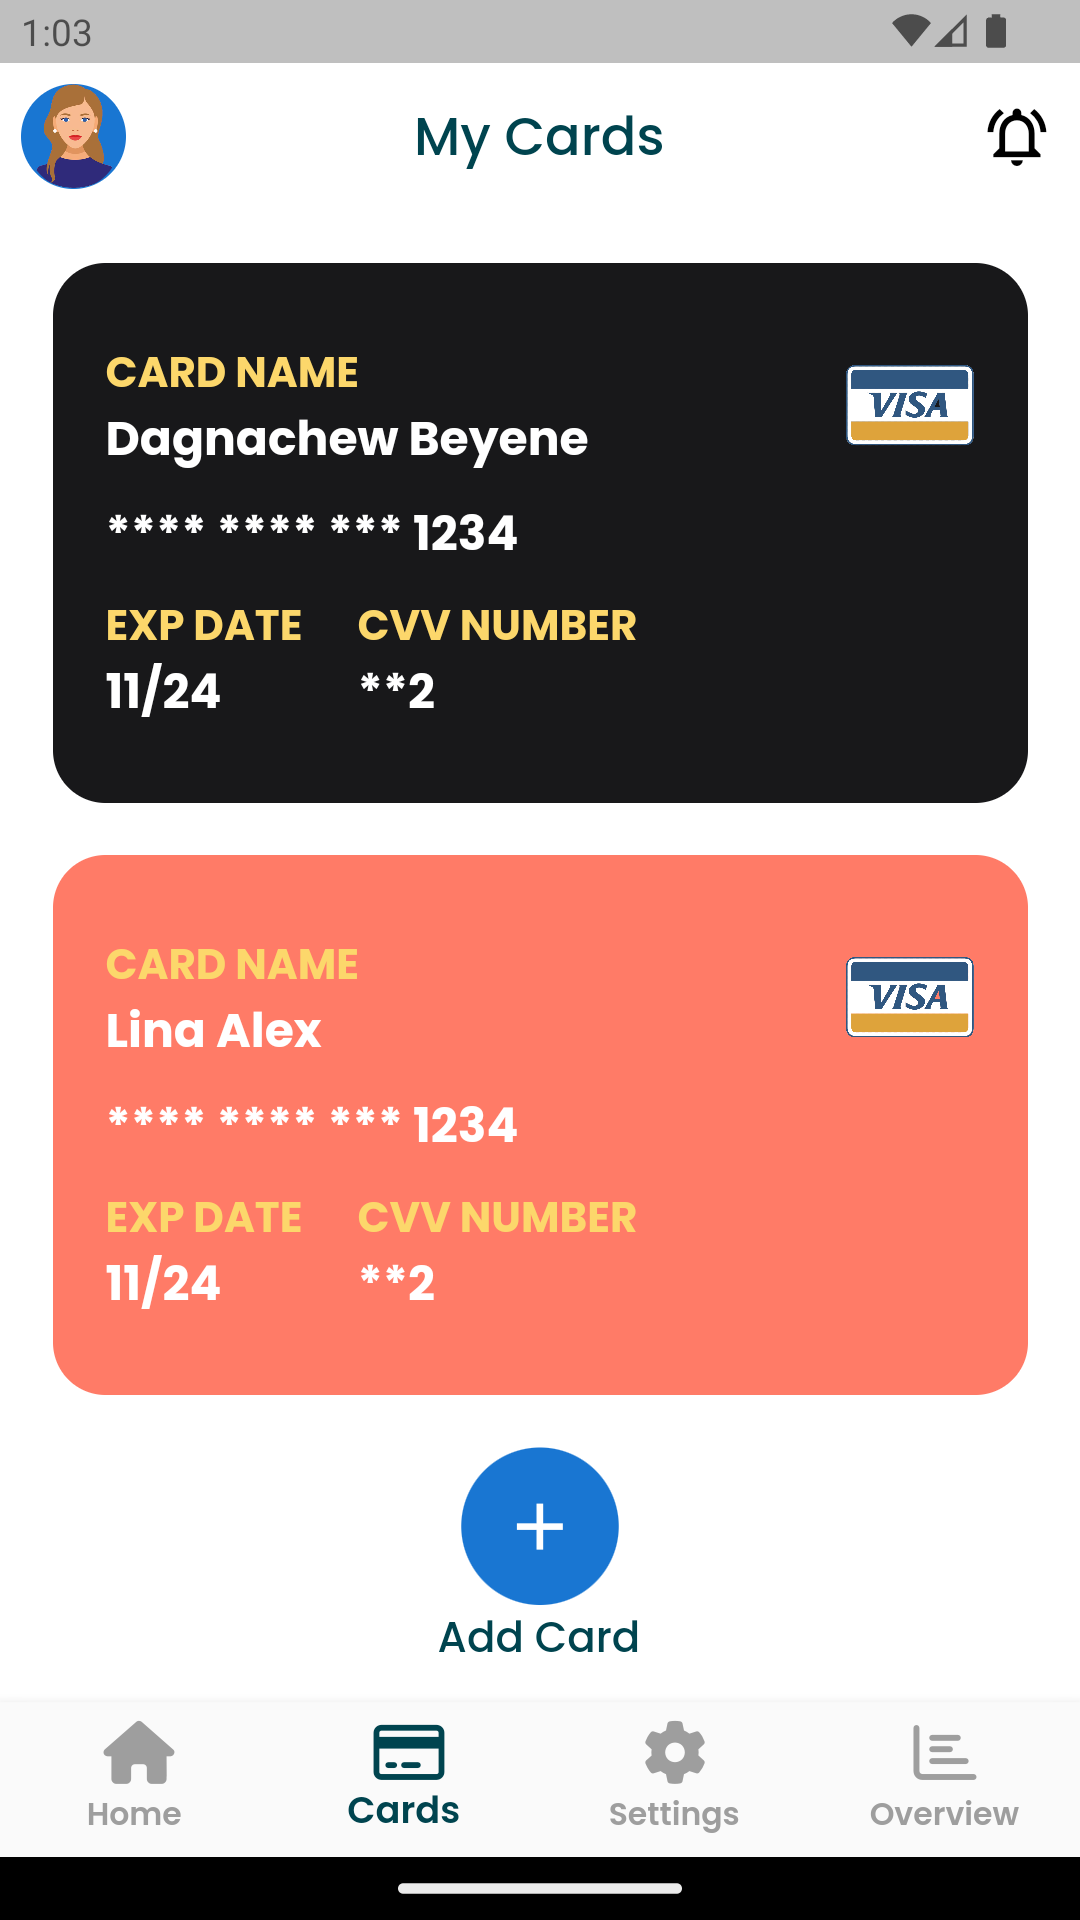 1:03
My Cards
CARD NAME
VISA
Dagnachew Beyene
**** **** *** 1234
EXP DATE CVV NUMBER
11/24 **2
CARD NAME
VISA
Lina Alex
**** **** *** 1234
EXP DATE CVV NUMBER
11/24 **2
Add Card
Home Cards Settings Overview